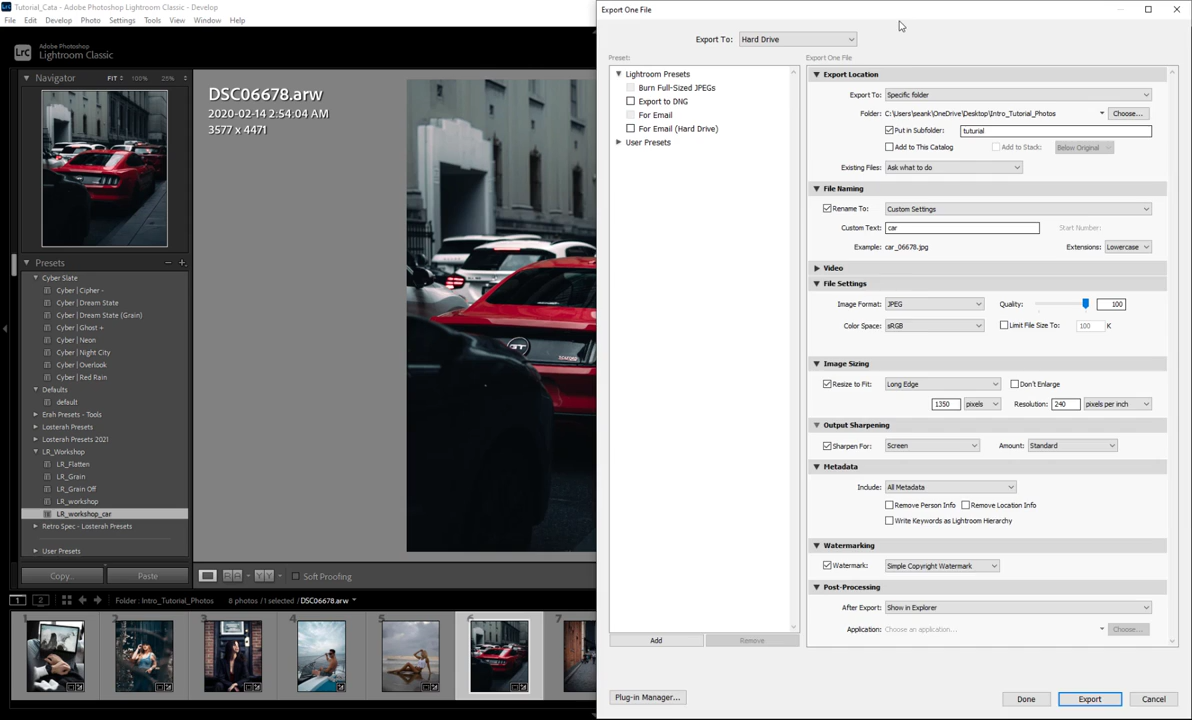 Tutorial_Cata - Adobe Photoshop Lightroom Classic - Develop
File Edit Develop Photo Settings Tools View Window Help
Lrc
Adobe Photoshop
Lightroom Classic
Navigator FIT 100% 25%
Presets
Cyber Slate
Cyber | Cipher -
Cyber | Dream State
Cyber | Dream State (Grain)
Cyber | Ghost +
Cyber | Neon
Cyber | Night City
Cyber | Overlook
Cyber | Red Rain
Defaults
default
Erah Presets - Tools
Losterah Presets
Losterah Presets 2021
LR_Workshop
LR_Flatten
LR_Grain
LR_Grain Off
LR_workshop
LR_workshop_car
Retro Spec - Losterah Presets
User Presets
Copy... Paste
DSC06678.arw
2020-02-14 2:54:04 AM
3577 x 4471
GT
Soft Proofing
1 2 Folder : Intro_Tutorial_Photos 8 photos /1 selected / DSC06678.arw
1 2 3 4 5 6 7
Export One File
Export To: Hard Drive
Preset:
Lightroom Presets
Burn Full-Sized JPEGs
Export to DNG
For Email
For Email (Hard Drive)
User Presets
Add Remove
Plug-in Manager...
Export One File
Export Location
Export To: Specific folder
Folder: C:\Users\seank\OneDrive\Desktop\Intro_Tutorial_Photos Choose...
Put in Subfolder: tuturial
Add to This Catalog Add to Stack: Below Original
Existing Files: Ask what to do
File Naming
Rename To: Custom Settings
Custom Text: car Start Number:
Example: car_06678.jpg Extensions: Lowercase
Video
File Settings
Image Format: JPEG Quality: 100
Color Space: sRGB Limit File Size To: 100 K
Image Sizing
Resize to Fit: Long Edge Don't Enlarge
1350 pixels Resolution: 240 pixels per inch
Output Sharpening
Sharpen For: Screen Amount: Standard
Metadata
Include: All Metadata
Remove Person Info Remove Location Info
Write Keywords as Lightroom Hierarchy
Watermarking
Watermark: Simple Copyright Watermark
Post-Processing
After Export: Show in Explorer
Application: Choose an application... Choose...
Done Export Cancel